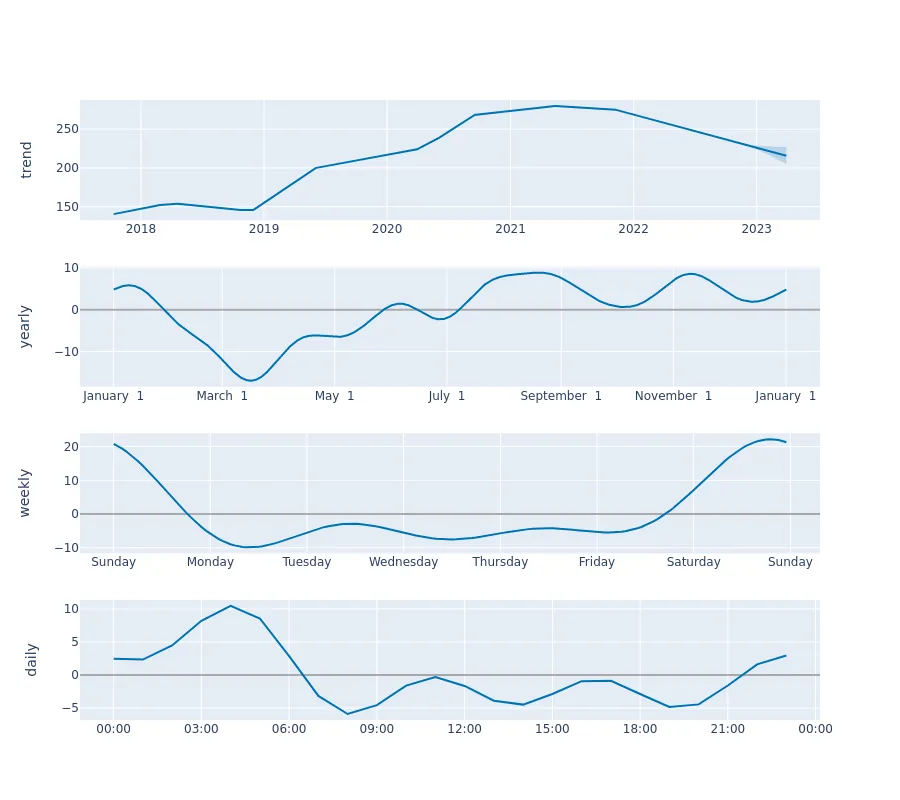 trend
250
200
150
2018 2019 2020 2021 2022 2023
yearly
10
0
−10
January 1 March 1 May 1 July 1 September 1 November 1 January 1
weekly
20
10
0
−10
Sunday Monday Tuesday Wednesday Thursday Friday Saturday Sunday
daily
10
5
0
−5
00:00 03:00 06:00 09:00 12:00 15:00 18:00 21:00 00:00